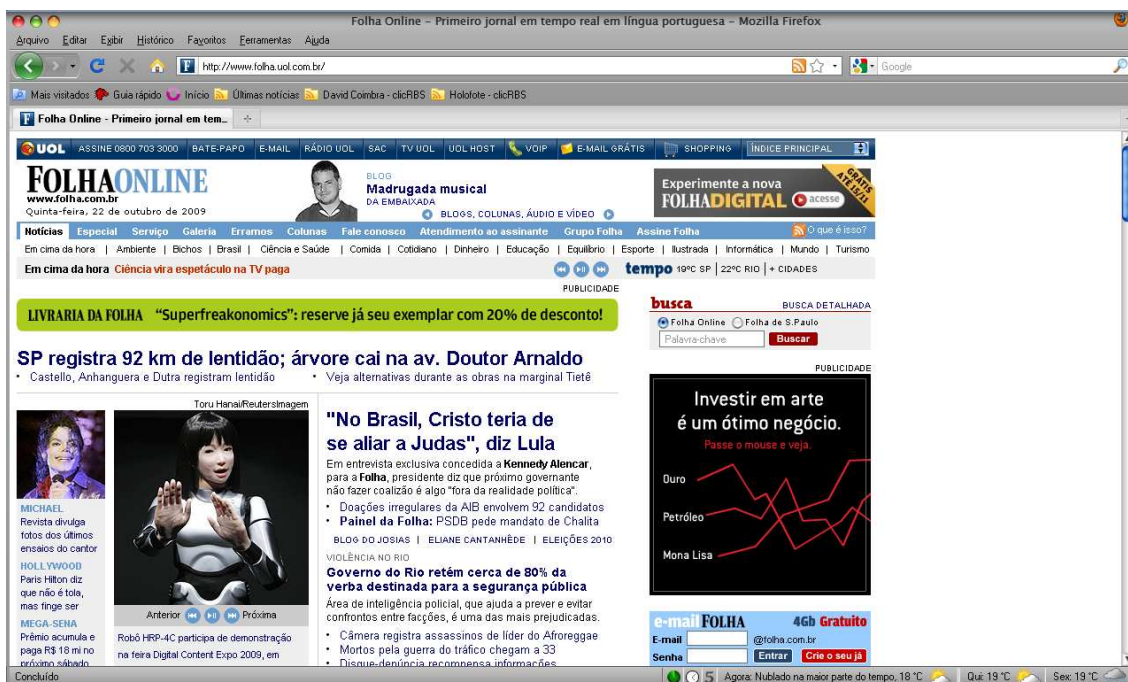 Folha Online – Primeiro jornal em tempo real em língua portuguesa – Mozilla Firefox
Arquivo Editar Exibir Histórico Favoritos Ferramentas Ajuda
http://www.folha.uol.com.br/
Google
Mais visitados Guia rápido Início Últimas notícias David Coimbra - clicRBS Holofote - clicRBS
Folha Online - Primeiro jornal em tem...
UOL ASSINE 0800 703 3000 BATE-PAPO E-MAIL RÁDIO UOL SAC TV UOL UOL HOST VOIP E-MAIL GRÁTIS SHOPPING ÍNDICE PRINCIPAL
FOLHAONLINE
www.folha.com.br
Quinta-feira, 22 de outubro de 2009
BLOG
Madrugada musical
DA EMBAIXADA
BLOGS, COLUNAS, ÁUDIO E VÍDEO
Experimente a nova
FOLHADIGITAL
acesse
GRÁTIS
ATÉ 15/11
Notícias Especial Serviço Galeria Erramos Colunas Fale conosco Atendimento ao assinante Grupo Folha Assine Folha O que é isso?
Em cima da hora | Ambiente | Bichos | Brasil | Ciência e Saúde | Comida | Cotidiano | Dinheiro | Educação | Equilíbrio | Esporte | Ilustrada | Informática | Mundo | Turismo
Em cima da hora Ciência vira espetáculo na TV paga
tempo 19ºC SP | 22ºC RIO | + CIDADES
PUBLICIDADE
LIVRARIA DA FOLHA "Superfreakonomics": reserve já seu exemplar com 20% de desconto!
busca BUSCA DETALHADA
Folha Online Folha de S.Paulo
Palavra-chave Buscar
SP registra 92 km de lentidão; árvore cai na av. Doutor Arnaldo
• Castello, Anhanguera e Dutra registram lentidão • Veja alternativas durante as obras na marginal Tietê
MICHAEL
Revista divulga
fotos dos últimos
ensaios do cantor
HOLLYWOOD
Paris Hilton diz
que não é tola,
mas finge ser
MEGA-SENA
Prêmio acumula e
paga R$ 18 mi no
próximo sábado
Toru Hanai/ReutersImagem
Anterior Próxima
Robô HRP-4C participa de demonstração
na feira Digital Content Expo 2009, em
"No Brasil, Cristo teria de
se aliar a Judas", diz Lula
Em entrevista exclusiva concedida a Kennedy Alencar,
para a Folha, presidente diz que próximo governante
não fazer coalizão é algo "fora da realidade política".
• Doações irregulares da AIB envolvem 92 candidatos
• Painel da Folha: PSDB pede mandato de Chalita
BLOG DO JOSIAS | ELIANE CANTANHÊDE | ELEIÇÕES 2010
VIOLÊNCIA NO RIO
Governo do Rio retém cerca de 80% da
verba destinada para a segurança pública
Área de inteligência policial, que ajuda a prever e evitar
confrontos entre facções, é uma das mais prejudicadas.
• Câmera registra assassinos de líder do Afroreggae
• Mortos pela guerra do tráfico chegam a 33
• Disque-denúncia recompensa informações
PUBLICIDADE
Investir em arte
é um ótimo negócio.
Passe o mouse e veja.
Ouro
Petróleo
Mona Lisa
e-mail FOLHA 4Gb Gratuito
E-mail @folha.com.br
Senha Entrar Crie o seu já
Concluído
5 Agora: Nublado na maior parte do tempo, 18 °C Qui: 19 °C Sex: 19 °C